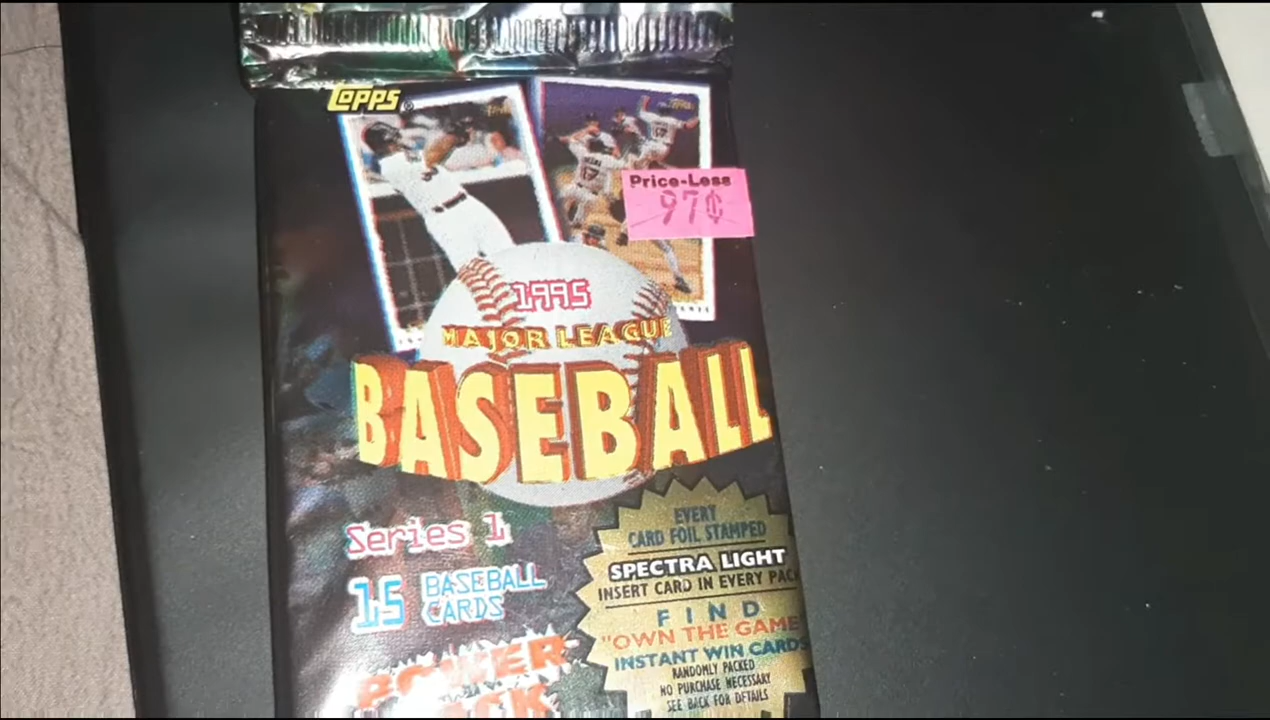 TOPPS
Price-Less
97¢
1995
MAJOR LEAGUE
BASEBALL
Series 1
15 BASEBALL
CARDS
POWER
EVERY
CARD FOIL STAMPED
SPECTRA LIGHT
INSERT CARD IN EVERY PACK
FIND
"OWN THE GAME"
INSTANT WIN CARDS
RANDOMLY PACKED
NO PURCHASE NECESSARY
SEE BACK FOR DETAILS